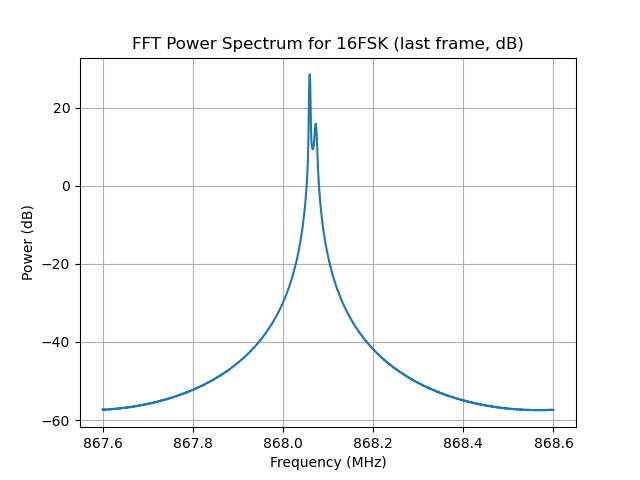 FFT Power Spectrum for 16FSK (last frame, dB)
Power (dB)
20
0
−20
−40
−60
867.6 867.8 868.0 868.2 868.4 868.6
Frequency (MHz)